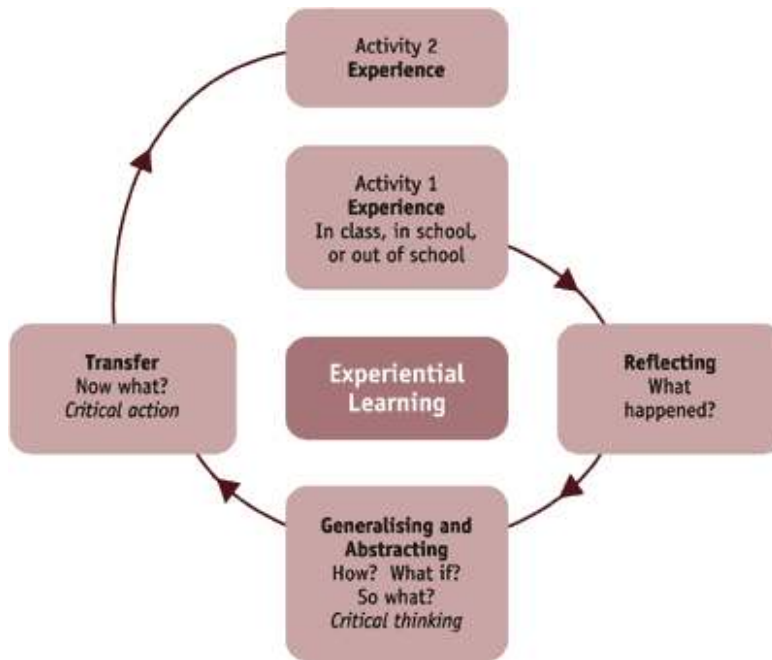 Activity 2
Experience
Activity 1
Experience
In class, in school,
or out of school
Transfer
Now what?
Critical action
Experiential
Learning
Reflecting
What
happened?
Generalising and
Abstracting
How? What if?
So what?
Critical thinking